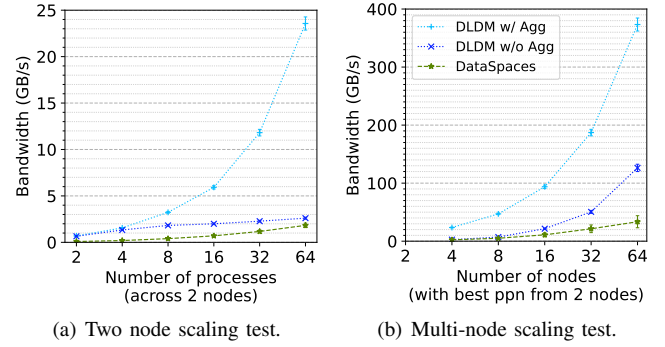 25
20
15
10
5
0
Bandwidth (GB/s)
2 4 8 16 32 64
Number of processes
(across 2 nodes)
(a) Two node scaling test.
400
300
200
100
0
Bandwidth (GB/s)
DLDM w/ Agg
DLDM w/o Agg
DataSpaces
2 4 8 16 32 64
Number of nodes
(with best ppn from 2 nodes)
(b) Multi-node scaling test.